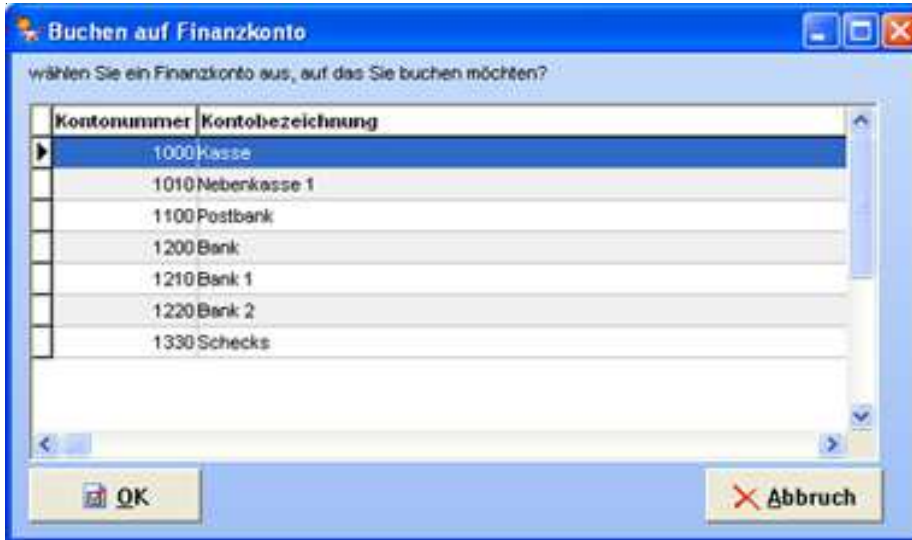 Buchen auf Finanzkonto
wählen Sie ein Finanzkonto aus, auf das Sie buchen möchten?
Kontonummer Kontobezeichnung
1000 Kasse
1010 Nebenkasse 1
1100 Postbank
1200 Bank
1210 Bank 1
1220 Bank 2
1330 Schecks
OK Abbruch